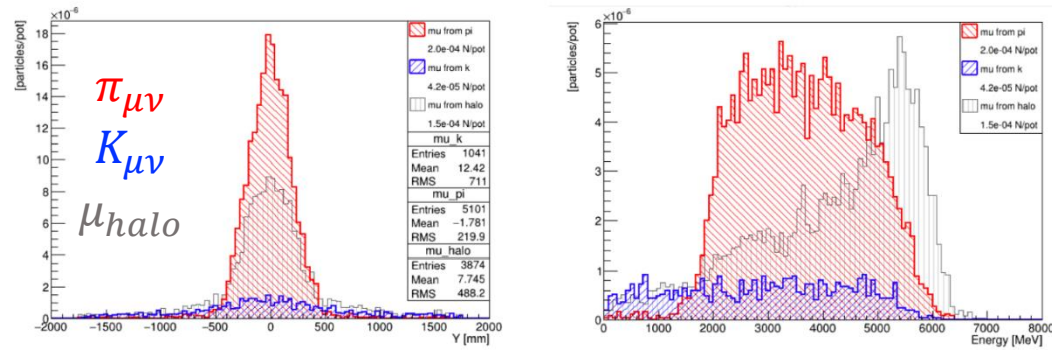 ×10⁻⁶
[particles/pot]
18
16
14
12
10
8
6
4
2
0
−2000 −1500 −1000 −500 0 500 1000 1500 2000
Y [mm]
π_μν
K_μν
μ_halo
mu from pi
2.0e-04 N/pot
mu from k
4.2e-05 N/pot
mu from halo
1.5e-04 N/pot
mu_k
Entries 1041
Mean 12.42
RMS 711
mu_pi
Entries 5101
Mean −1.781
RMS 219.9
mu_halo
Entries 3874
Mean 7.745
RMS 488.2
×10⁻⁶
[particles/pot]
6
5
4
3
2
1
0
0 1000 2000 3000 4000 5000 6000 7000 8000
Energy [MeV]
mu from pi
2.0e-04 N/pot
mu from k
4.2e-05 N/pot
mu from halo
1.5e-04 N/pot